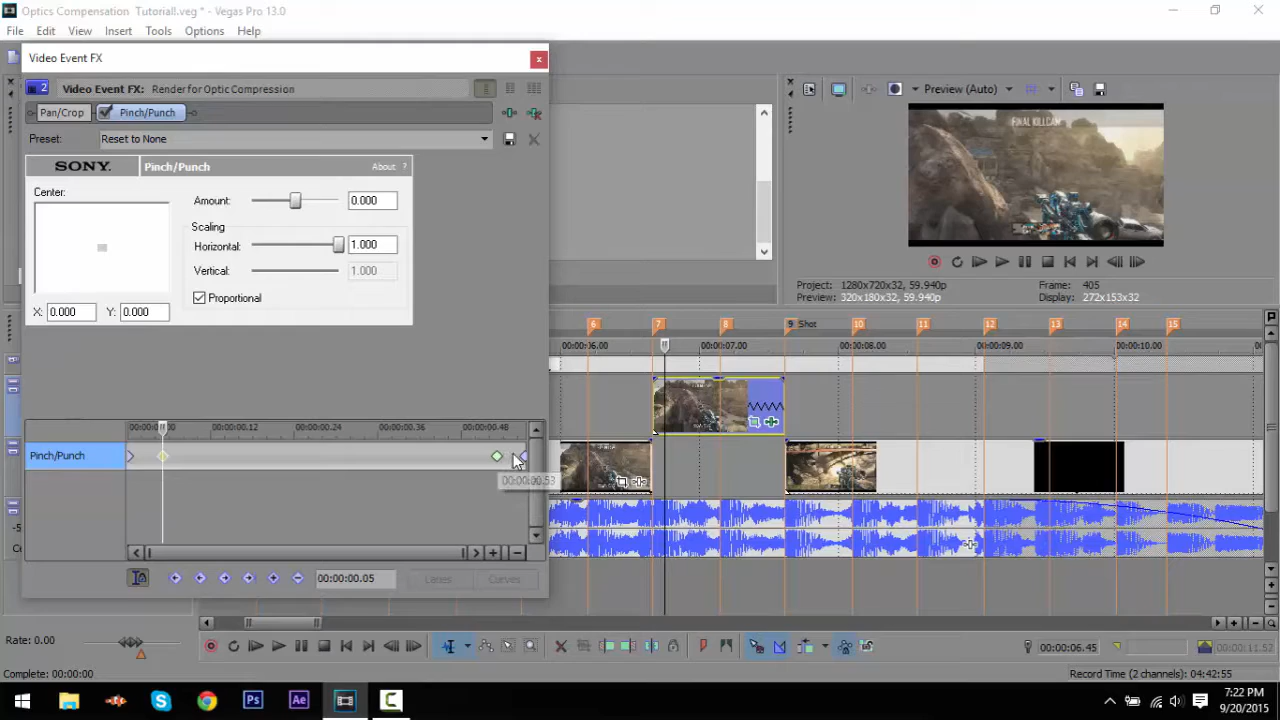 Optics Compensation Tutorial!.veg * - Vegas Pro 13.0
File Edit View Insert Tools Options Help
Video Event FX
x
2 Video Event FX: Render for Optic Compression
Pan/Crop Pinch/Punch
Preset: Reset to None
SONY. Pinch/Punch About ?
Center:
Amount: 0.000
Scaling
Horizontal: 1.000
Vertical: 1.000
Proportional
X: 0.000 Y: 0.000
Preview (Auto)
FINAL KILLCAM
Project: 1280x720x32, 59.940p
Preview: 320x180x32, 59.940p
Frame: 405
Display: 272x153x32
6 7 8 9 Shot 10 11 12 13 14 15
00:00:06.00 00:00:07.00 00:00:08.00 00:00:09.00 00:00:10.00
00:00:00.12 00:00:00.24 00:00:00.36 00:00:00.48
Pinch/Punch
00:00:00.53
00:00:00.05 Lanes Curves
Rate: 0.00
00:00:06.45 00:00:11.52
Complete: 00:00:00
Record Time (2 channels): 04:42:55
Ps Ae
7:22 PM
9/20/2015